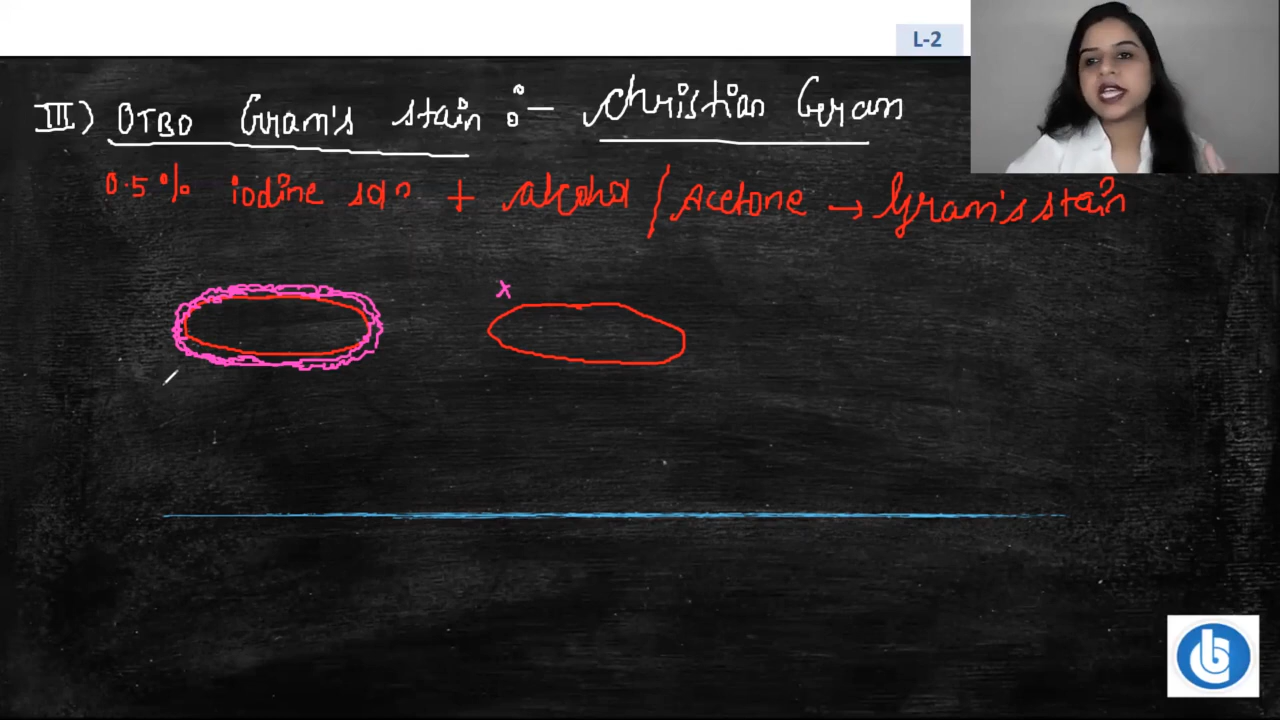 L-2
III) OTBO Gram's stain :- Christian Gram
0.5% iodine solⁿ + alcohol / Acetone → Gram's stain
x